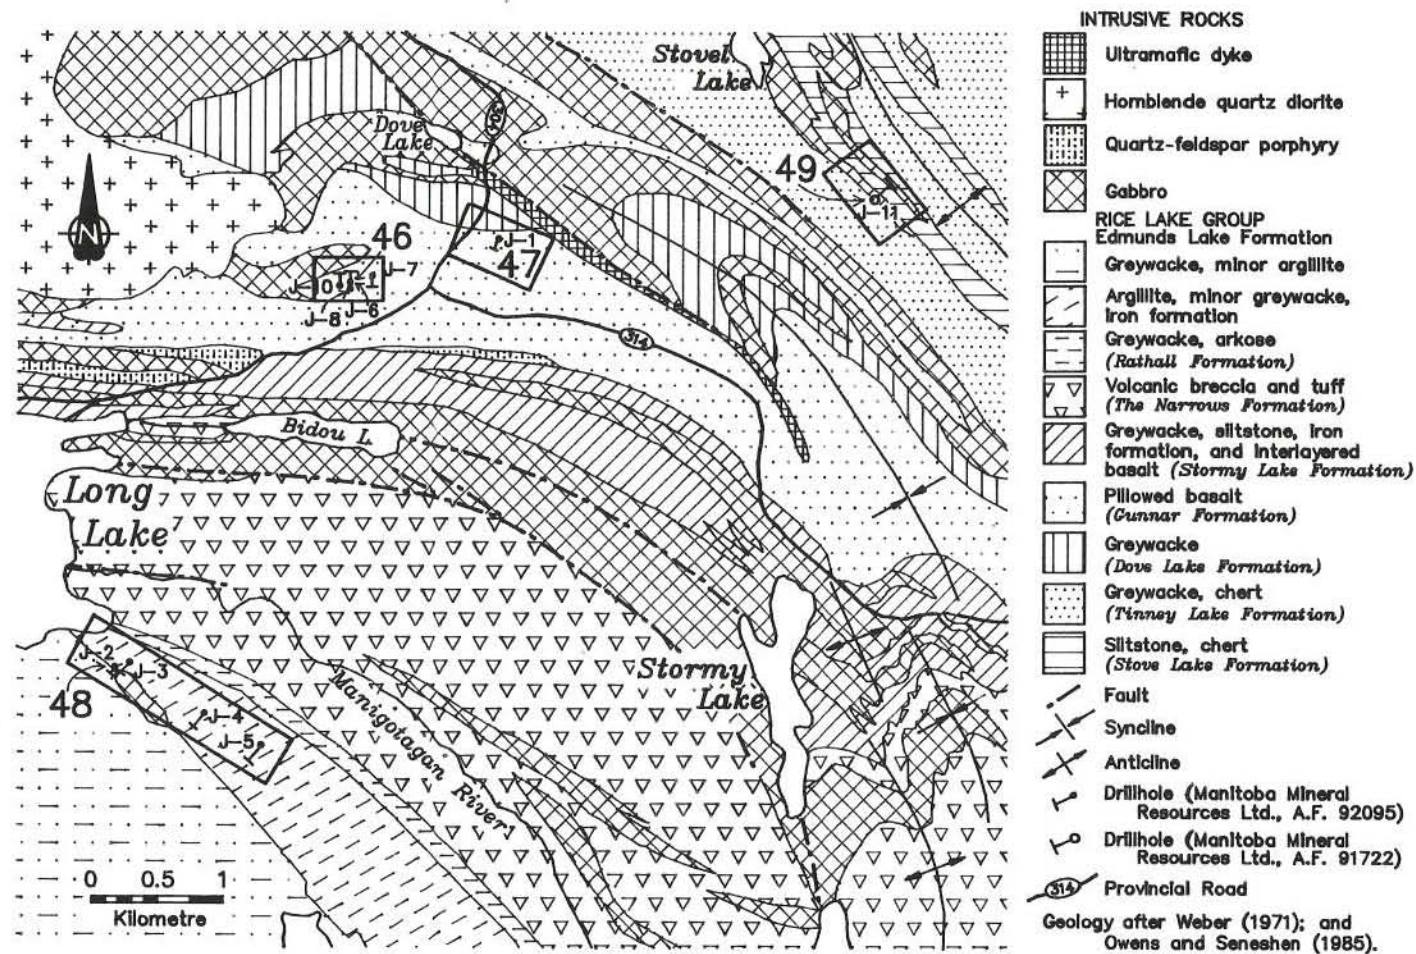 Stovel
Lake
304
Dove
Lake
49
J-11
N
46
J-1
47
J-7
J-10
J-6
J-8
314
Bidou L.
Long
Lake
Stormy
Lake
J-2
J-3
48
J-4
J-5
Manigotagan River
0 0.5 1
Kilometre
INTRUSIVE ROCKS
Ultramafic dyke
Hornblende quartz diorite
Quartz-feldspar porphyry
Gabbro
RICE LAKE GROUP
Edmunds Lake Formation
Greywacke, minor argillite
Argillite, minor greywacke,
iron formation
Greywacke, arkose
(Rathall Formation)
Volcanic breccia and tuff
(The Narrows Formation)
Greywacke, siltstone, iron
formation, and interlayered
basalt (Stormy Lake Formation)
Pillowed basalt
(Gunnar Formation)
Greywacke
(Dove Lake Formation)
Greywacke, chert
(Tinney Lake Formation)
Siltstone, chert
(Stove Lake Formation)
Fault
Syncline
Anticline
Drillhole (Manitoba Mineral
Resources Ltd., A.F. 92095)
Drillhole (Manitoba Mineral
Resources Ltd., A.F. 91722)
314 Provincial Road
Geology after Weber (1971); and
Owens and Seneshen (1985).